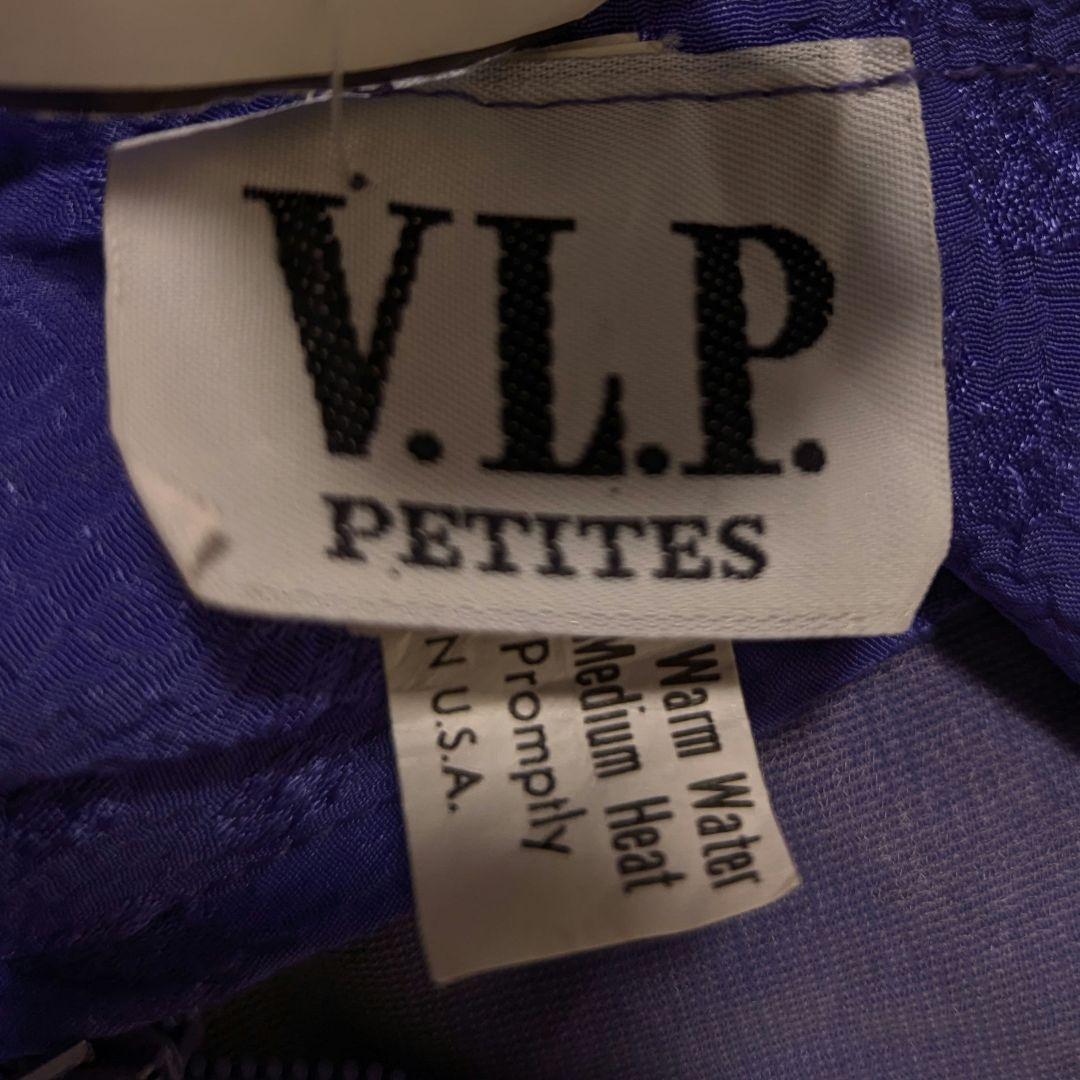 V.L.P.
PETITES
Warm Water
Medium Heat
Promptly
N U.S.A.